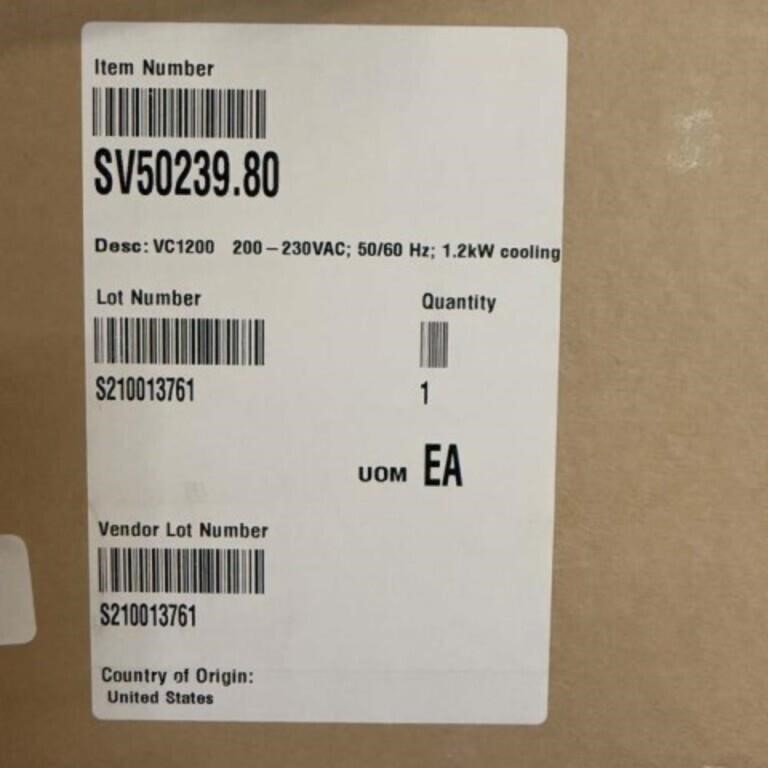 Item Number
SV50239.80
Desc: VC1200 200-230VAC; 50/60 Hz; 1.2kW cooling
Lot Number
S210013761
Quantity
1
UOM EA
Vendor Lot Number
S210013761
Country of Origin:
United States